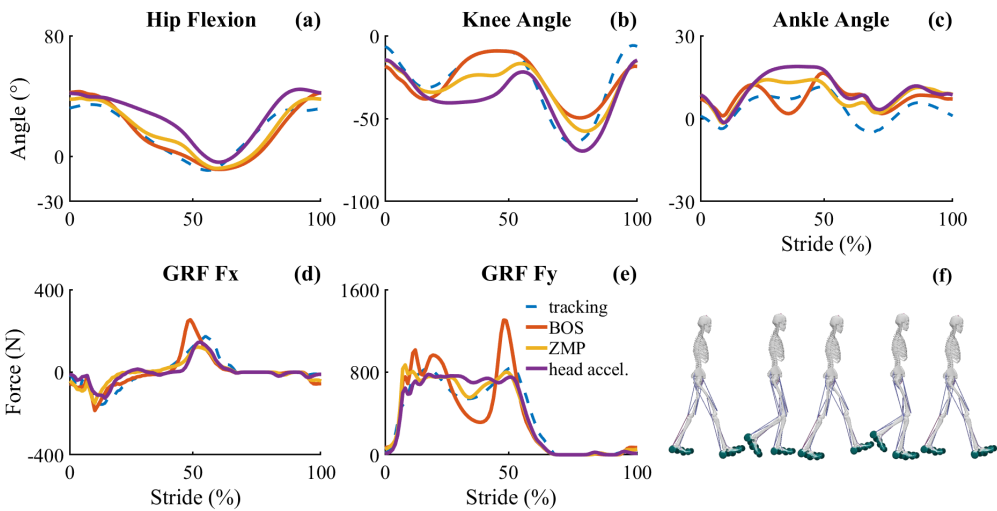 Hip Flexion (a)
Knee Angle (b)
Ankle Angle (c)
Angle (°)
80
0
-30
0 50 100
0
-50
-100
0 50 100
30
0
-30
0 50 100
Stride (%)
GRF Fx (d)
GRF Fy (e)
(f)
Force (N)
400
0
-400
0 50 100
Stride (%)
1600
800
0
0 50 100
Stride (%)
tracking
BOS
ZMP
head accel.